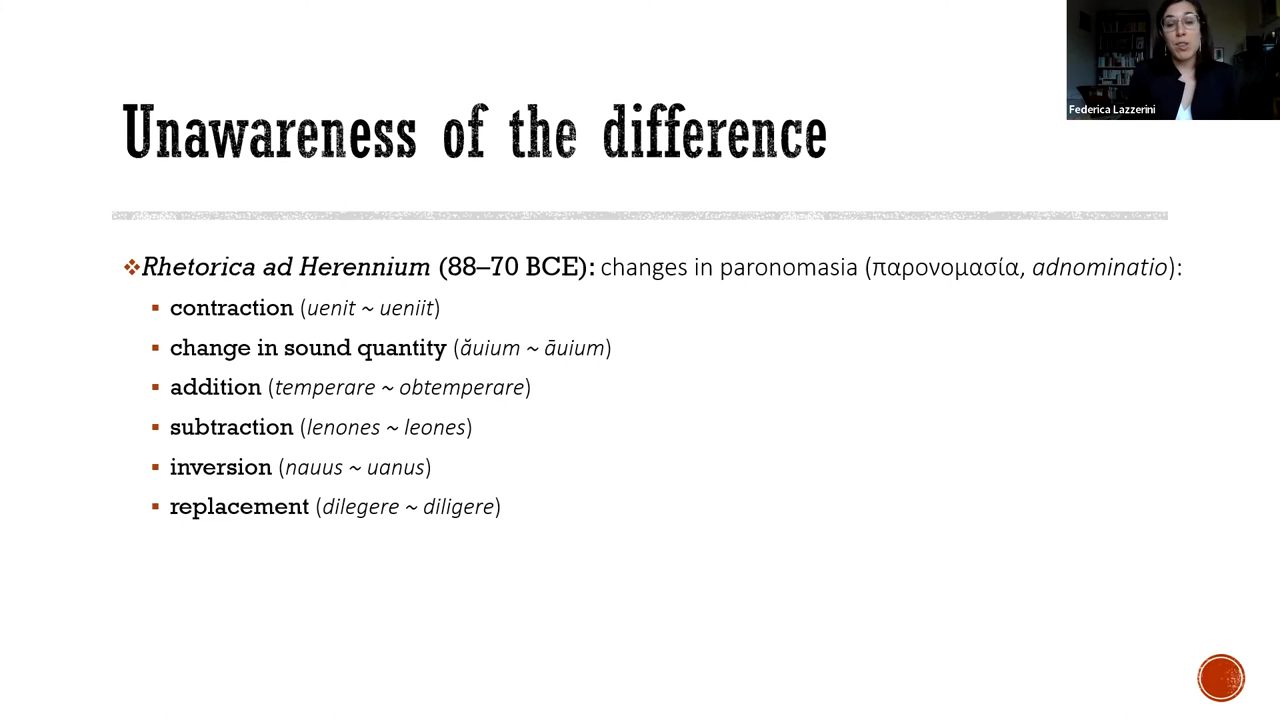 Federica Lazzerini
Unawareness of the difference
❖Rhetorica ad Herennium (88–70 BCE): changes in paronomasia (παρονομασία, adnominatio):
▪ contraction (uenit ~ ueniit)
▪ change in sound quantity (ăuium ~ āuium)
▪ addition (temperare ~ obtemperare)
▪ subtraction (lenones ~ leones)
▪ inversion (nauus ~ uanus)
▪ replacement (dilegere ~ diligere)